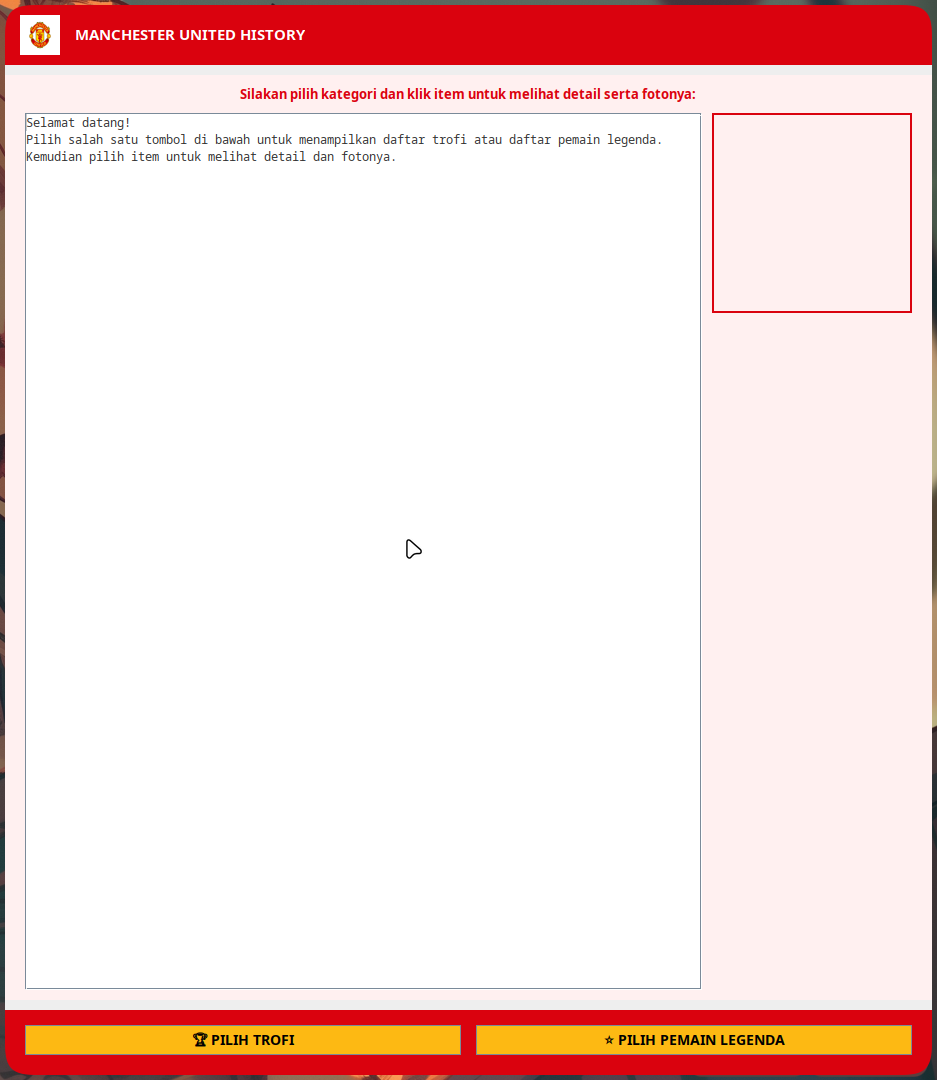 MANCHESTER UNITED HISTORY
Silakan pilih kategori dan klik item untuk melihat detail serta fotonya:
Selamat datang!
Pilih salah satu tombol di bawah untuk menampilkan daftar trofi atau daftar pemain legenda.
Kemudian pilih item untuk melihat detail dan fotonya.
🏆 PILIH TROFI
⭐ PILIH PEMAIN LEGENDA